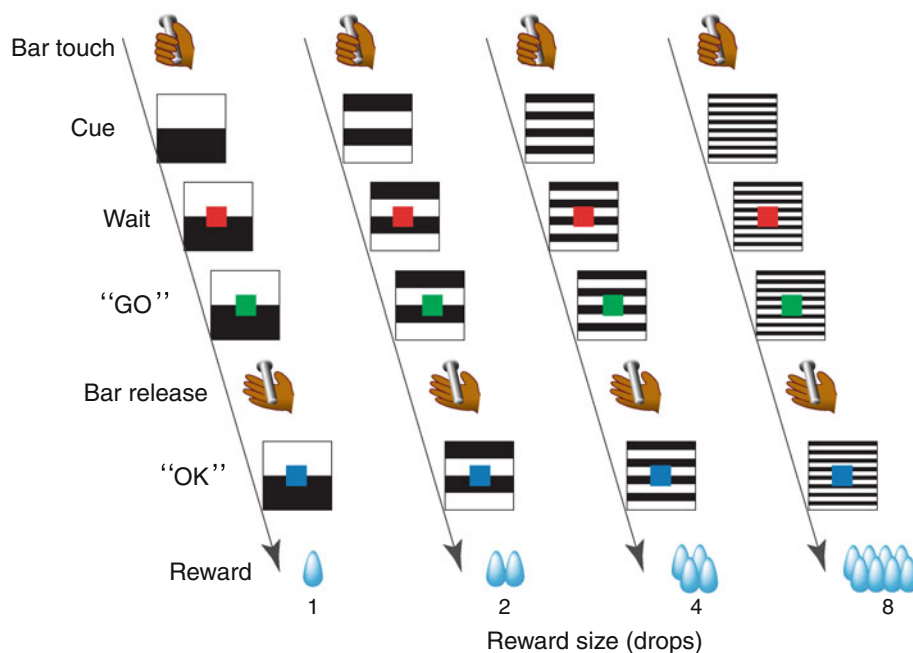 Bar touch
Cue
Wait
‘‘GO’’
Bar release
‘‘OK’’
Reward
1 2 4 8
Reward size (drops)